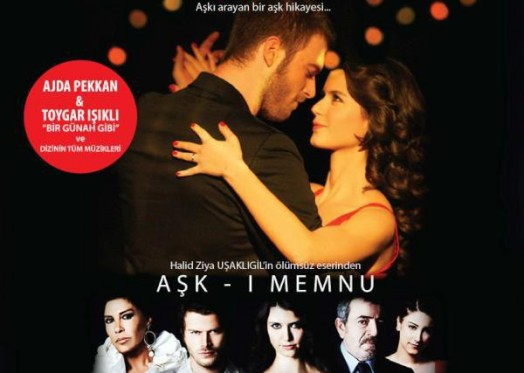 Aşkı arayan bir aşk hikayesi...
AJDA PEKKAN
&
TOYGAR IŞIKLI
"BİR GÜNAH GİBİ"
ve
DİZİNİN TÜM MÜZİKLERİ
Halid Ziya UŞAKLIGİL'in ölümsüz eserinden
AŞK - I MEMNU